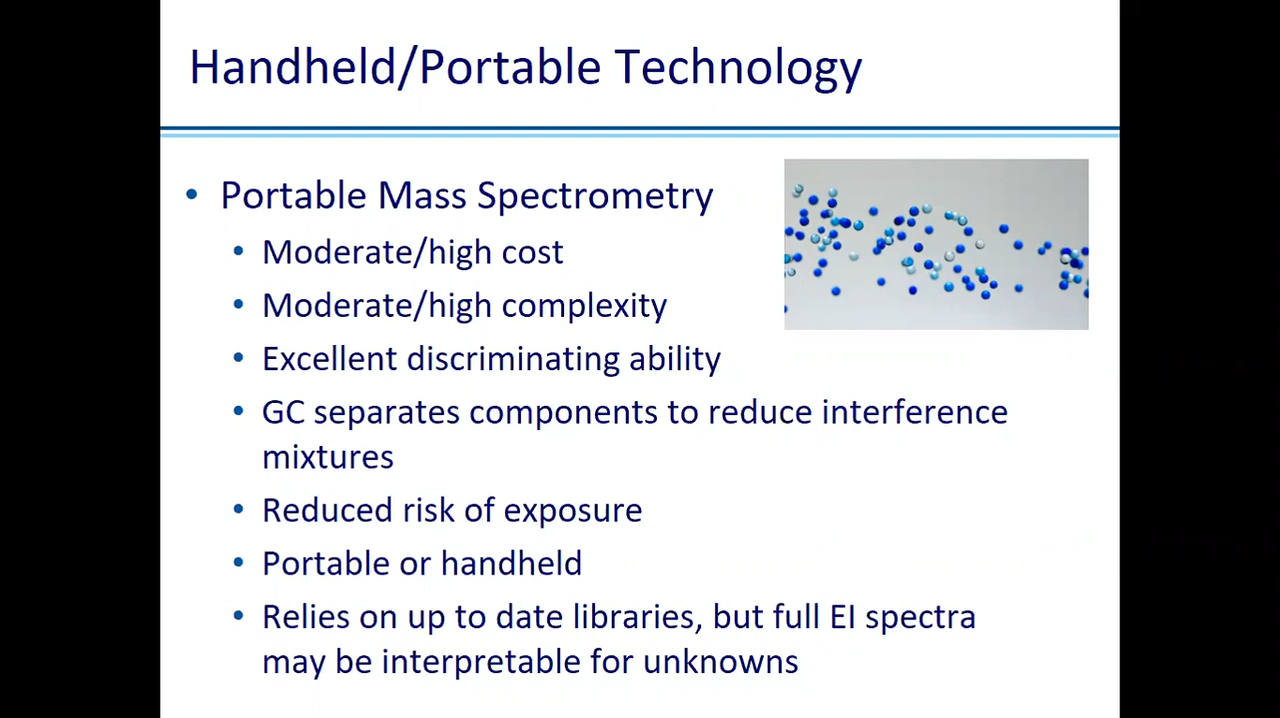 Handheld/Portable Technology
• Portable Mass Spectrometry
• Moderate/high cost
• Moderate/high complexity
• Excellent discriminating ability
• GC separates components to reduce interference
mixtures
• Reduced risk of exposure
• Portable or handheld
• Relies on up to date libraries, but full EI spectra
may be interpretable for unknowns